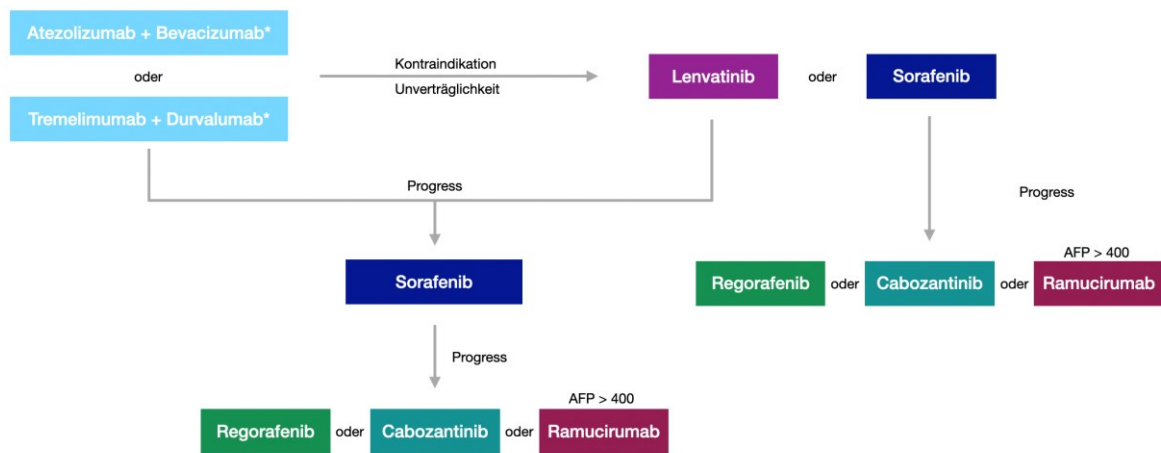 Atezolizumab + Bevacizumab*
oder
Tremelimumab + Durvalumab*
Kontraindikation
Unverträglichkeit
Lenvatinib oder Sorafenib
Progress
Progress
Sorafenib
AFP > 400
Regorafenib oder Cabozantinib oder Ramucirumab
Progress
AFP > 400
Regorafenib oder Cabozantinib oder Ramucirumab